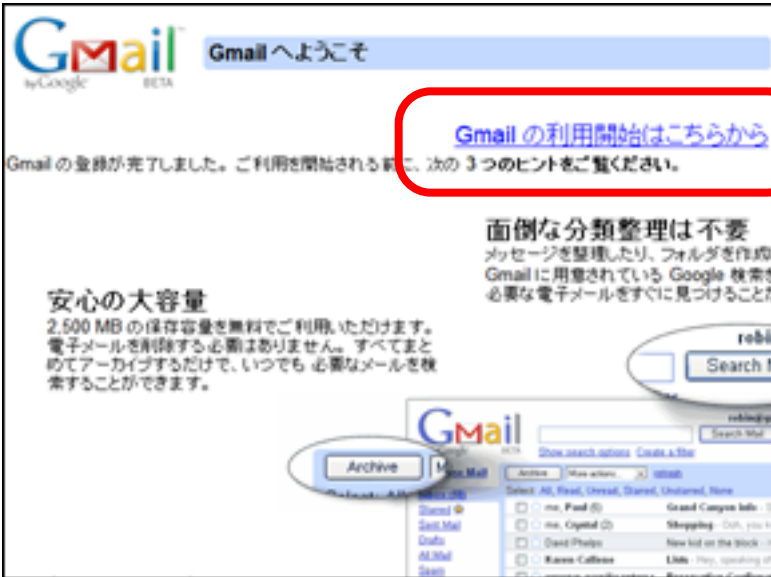 Gmail
by Google BETA
Gmail へようこそ
Gmail の利用開始はこちらから
Gmail の登録が完了しました。ご利用を開始される前に、次の 3 つのヒントをご覧ください。
面倒な分類整理は不要
メッセージを整理したり、フォルダを作成
Gmail に用意されている Google 検索
必要な電子メールをすぐに見つけること
安心の大容量
2,500 MB の保存容量を無料でご利用いただけます。
電子メールを削除する必要はありません。すべてまと
めてアーカイブするだけで、いつでも 必要なメールを検
索することができます。
robi
Search M
Gmail
Search Mail
Show search options Create a filter
Archive
Archive More actions... refresh
Select: All, Read, Unread, Starred, Unstarred, None
Starred
Sent Mail
Drafts
All Mail
Spam
me, Paul (5) Grand Canyon Info
me, Crystal (2) Shopping
David Phelps New kid on the block
Karen Callison Lists - Hey, speaking